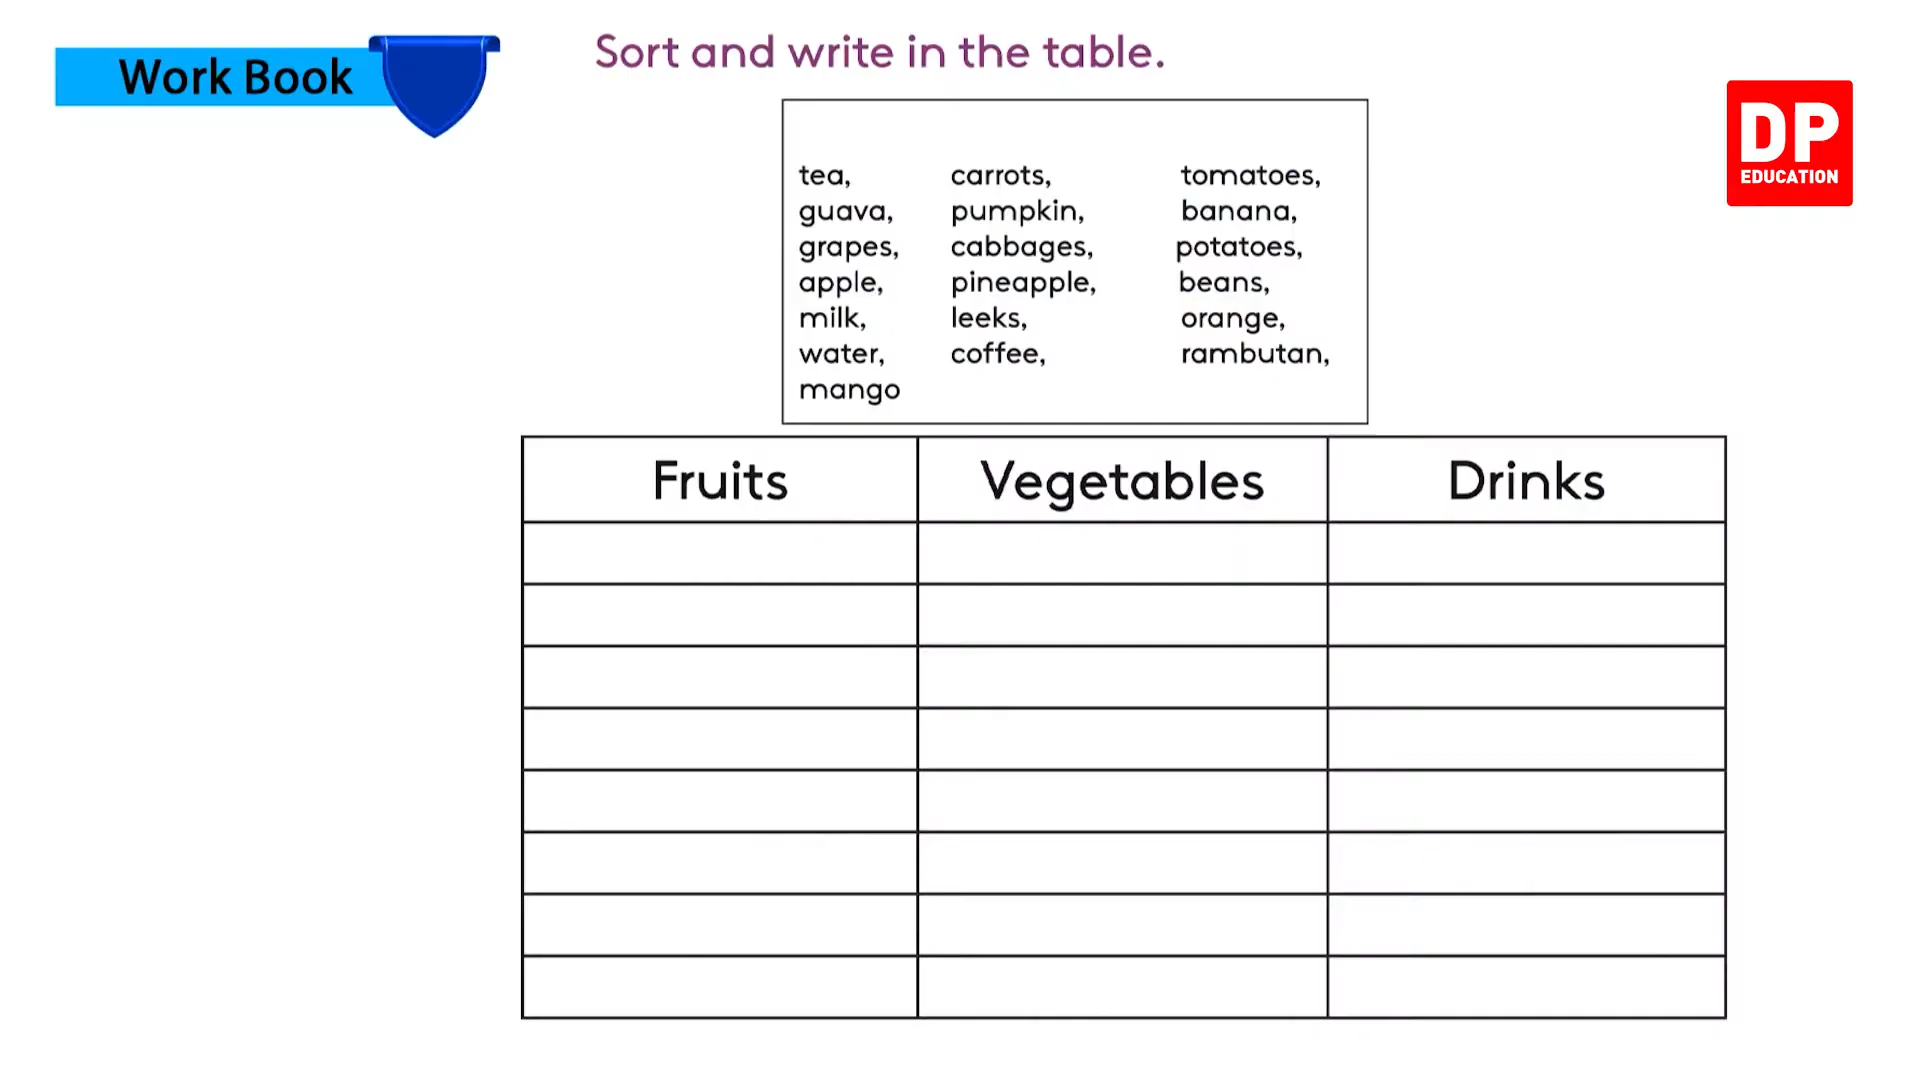 Work Book
Sort and write in the table.
DP
EDUCATION
tea, carrots, tomatoes,
guava, pumpkin, banana,
grapes, cabbages, potatoes,
apple, pineapple, beans,
milk, leeks, orange,
water, coffee, rambutan,
mango
Fruits Vegetables Drinks